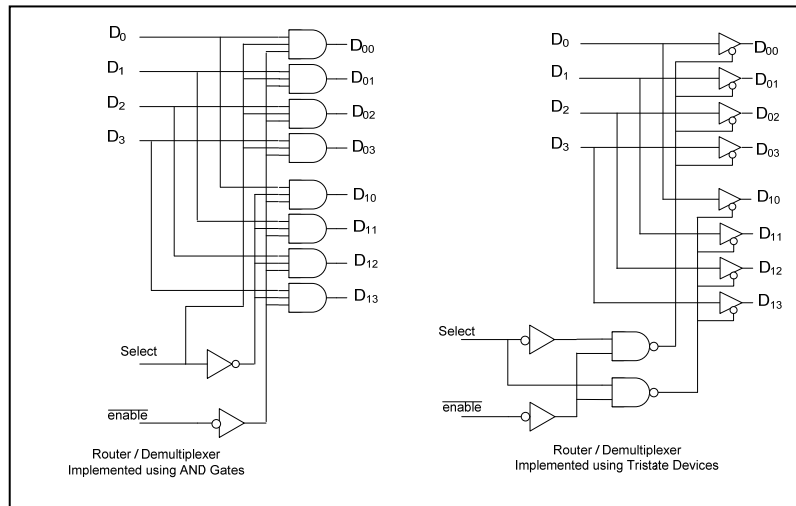 D0
D1
D2
D3
D00
D01
D02
D03
D10
D11
D12
D13
Select
enable
Router / Demultiplexer
Implemented using AND Gates
D0
D1
D2
D3
D00
D01
D02
D03
D10
D11
D12
D13
Select
enable
Router / Demultiplexer
Implemented using Tristate Devices